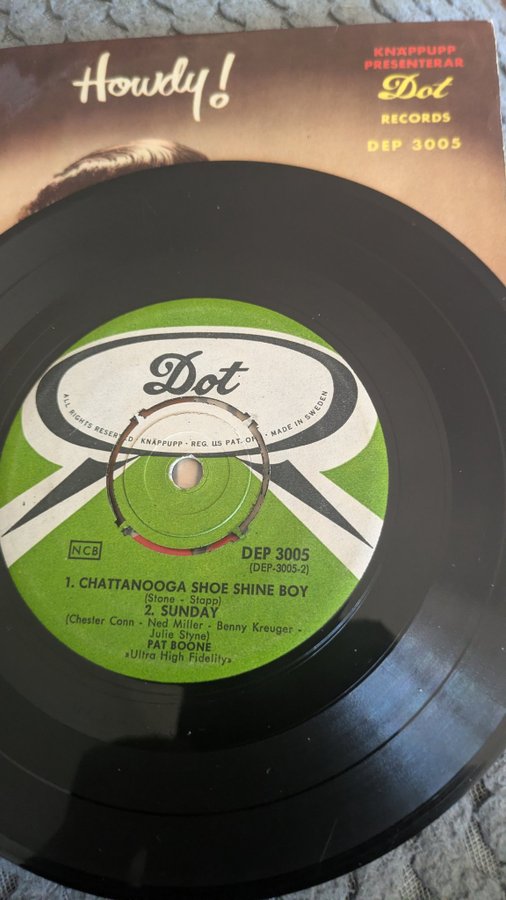 Howdy!
KNÄPPUPP
PRESENTERAR
Dot
RECORDS
DEP 3005
Dot
ALL RIGHTS RESERVED KNÄPPUPP · REG. U.S PAT. OF · MADE IN SWEDEN
NCB
DEP 3005
(DEP-3005-2)
1. CHATTANOOGA SHOE SHINE BOY
(Stone - Stapp)
2. SUNDAY
(Chester Conn - Ned Miller - Benny Kreuger -
Julie Styne)
PAT BOONE
»Ultra High Fidelity»